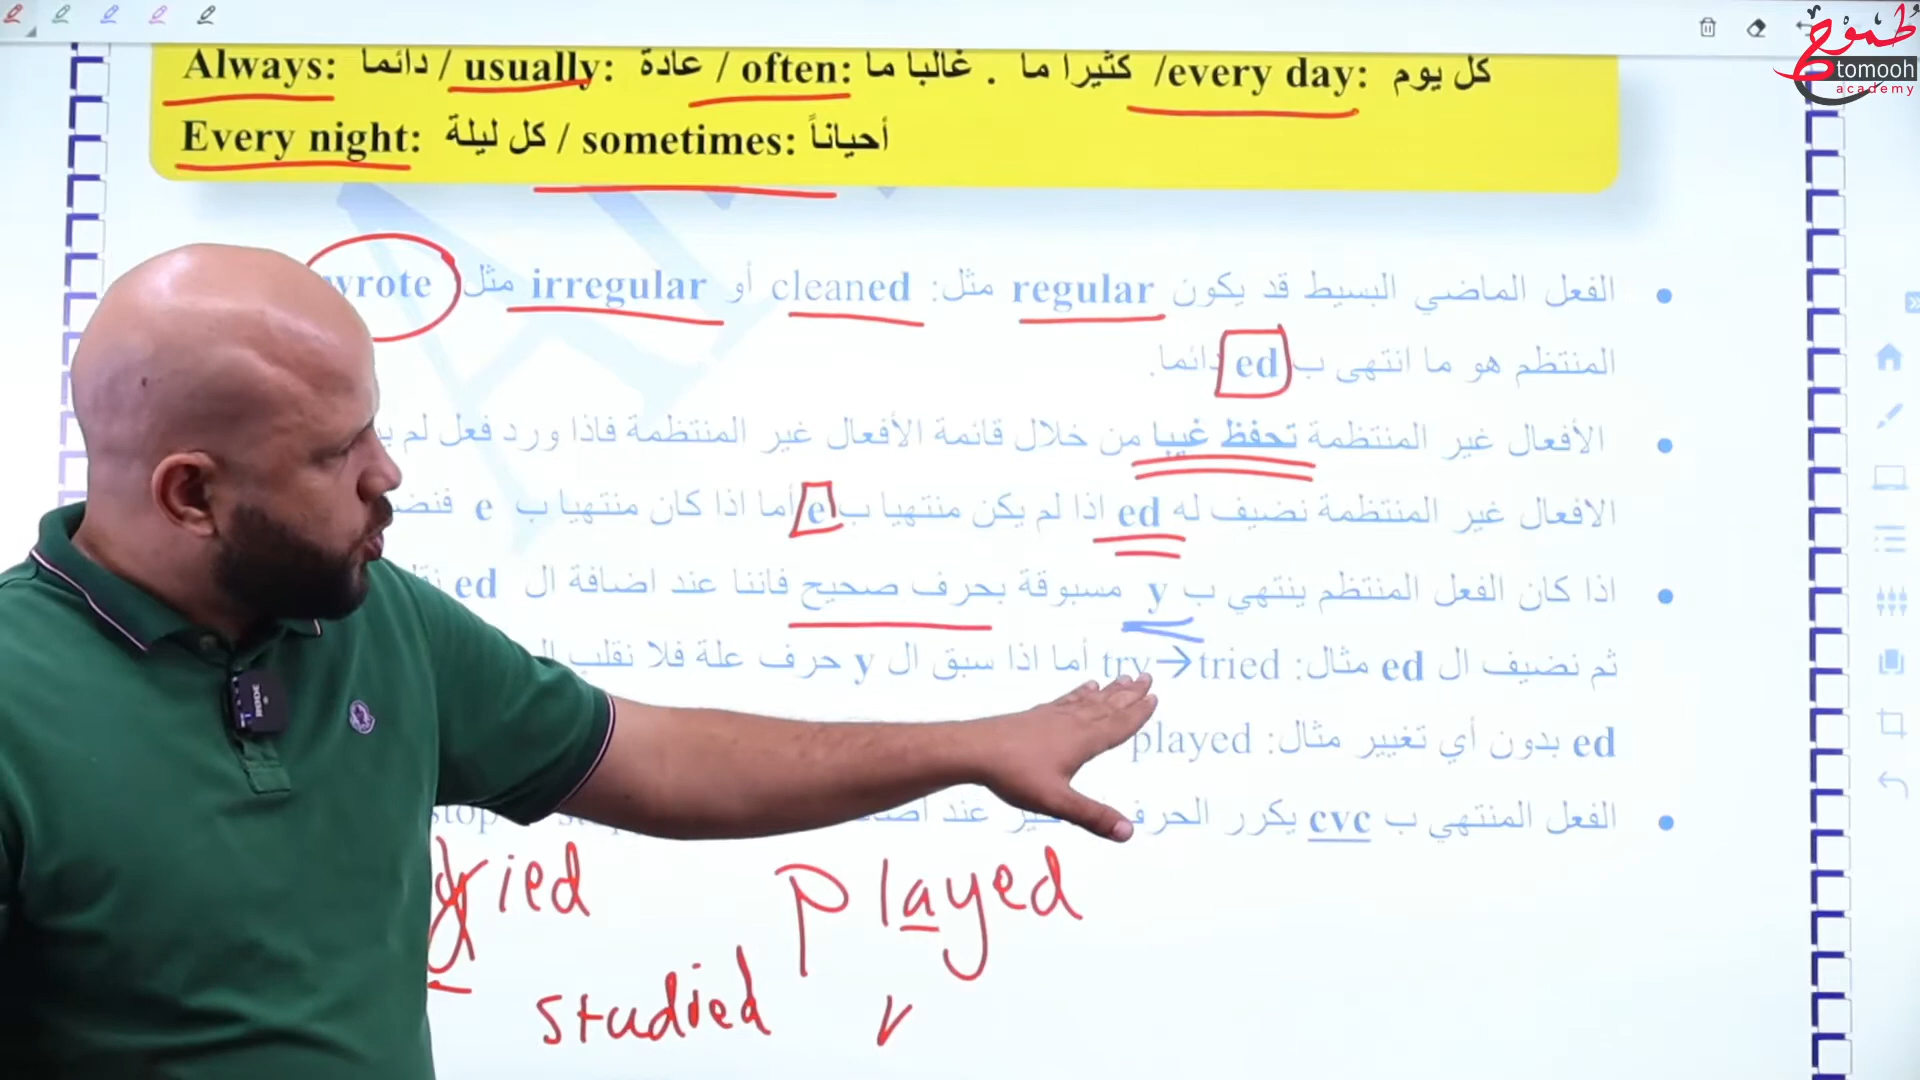 Always: دائما / usually: عادة / often: غالبا ما . كثيرا ما /every day: كل يوم
Every night: كل ليلة / sometimes: أحياناً
الفعل الماضي البسيط قد يكون regular مثل: cleaned أو irregular مثل wrote
المنتظم هو ما انتهى ب ed دائما.
الأفعال غير المنتظمة تحفظ غيبا من خلال قائمة الأفعال غير المنتظمة فاذا ورد فعل لم
الافعال غير المنتظمة نضيف له ed اذا لم يكن منتهيا ب e أما اذا كان منتهيا ب e
اذا كان الفعل المنتظم ينتهي ب y مسبوقة بحرف صحيح فاننا عند اضافة ال ed
ثم نضيف ال ed مثال: try→tried أما اذا سبق ال y حرف علة فلا نقلب
ed بدون أي تغيير مثال: played
الفعل المنتهي ب cvc يكرر الحرف عند stop
ied played
studied
طموح
tomooh
academy
RODE